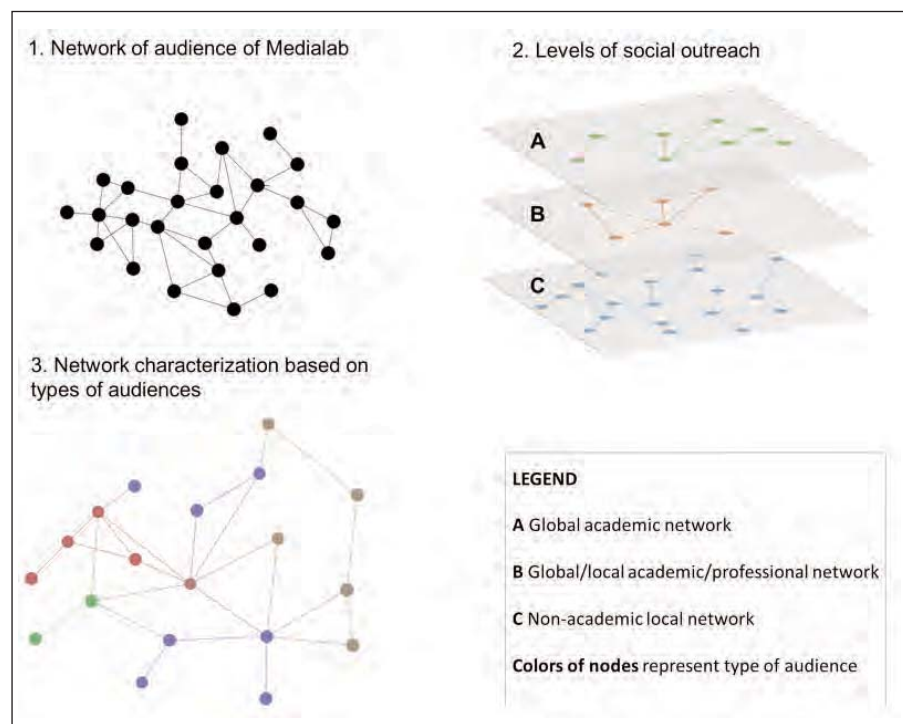 1. Network of audience of Medialab
2. Levels of social outreach
A
B
C
3. Network characterization based on
types of audiences
LEGEND
A Global academic network
B Global/local academic/professional network
C Non-academic local network
Colors of nodes represent type of audience